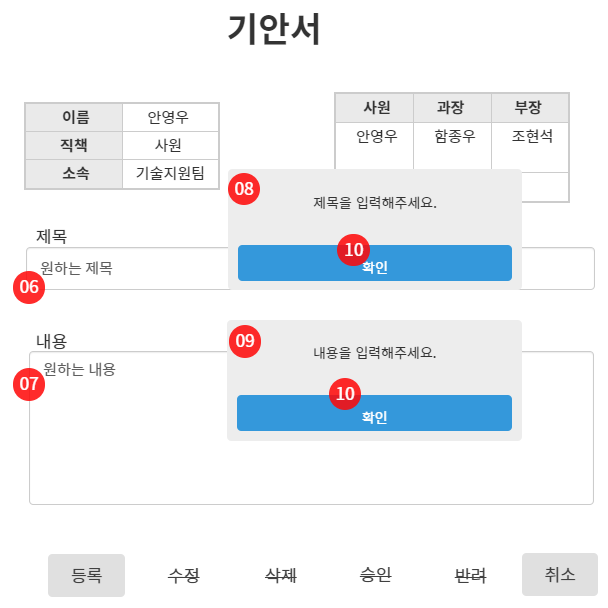 기안서
이름 안영우
직책 사원
소속 기술지원팀
사원 과장 부장
안영우 함종우 조현석
08
제목을 입력해주세요.
10
확인
제목
원하는 제목
06
09
내용을 입력해주세요.
10
확인
내용
원하는 내용
07
등록 수정 삭제 승인 반려 취소